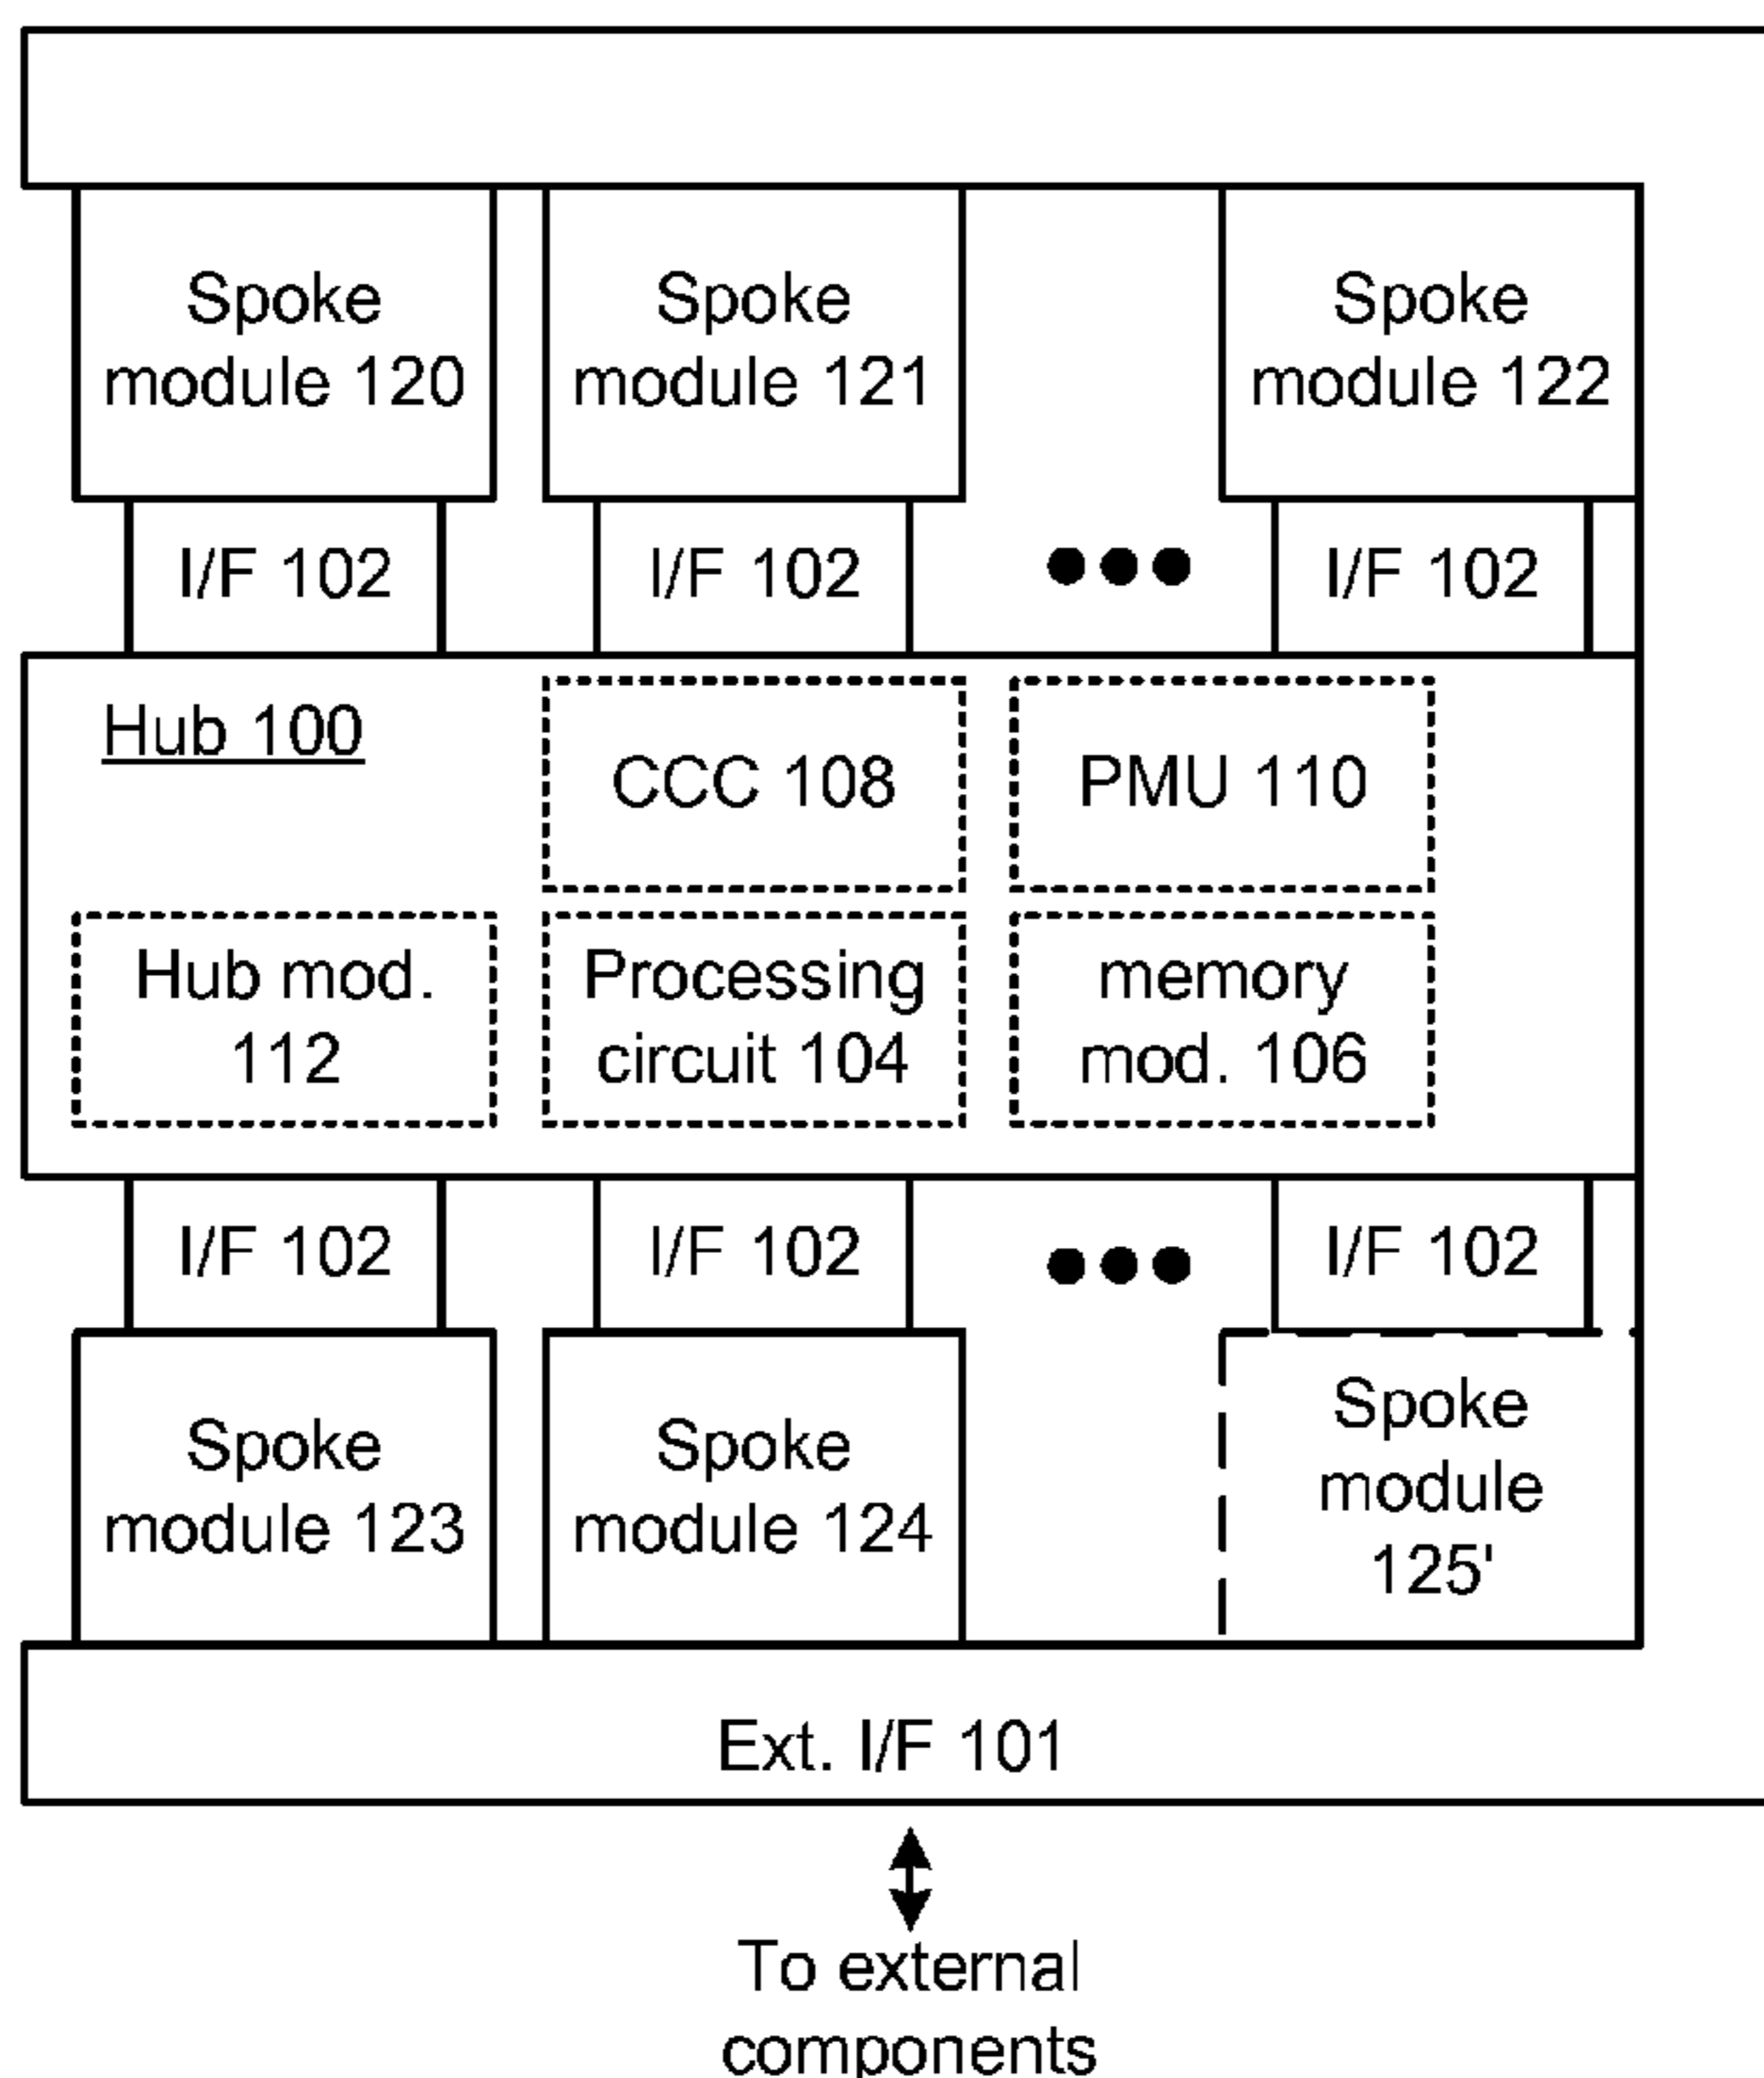 Spoke
module 120
Spoke
module 121
Spoke
module 122
I/F 102
I/F 102
I/F 102
Hub 100
CCC 108
PMU 110
Hub mod.
112
Processing
circuit 104
memory
mod. 106
I/F 102
I/F 102
I/F 102
Spoke
module 123
Spoke
module 124
Spoke
module
125'
Ext. I/F 101
To external
components